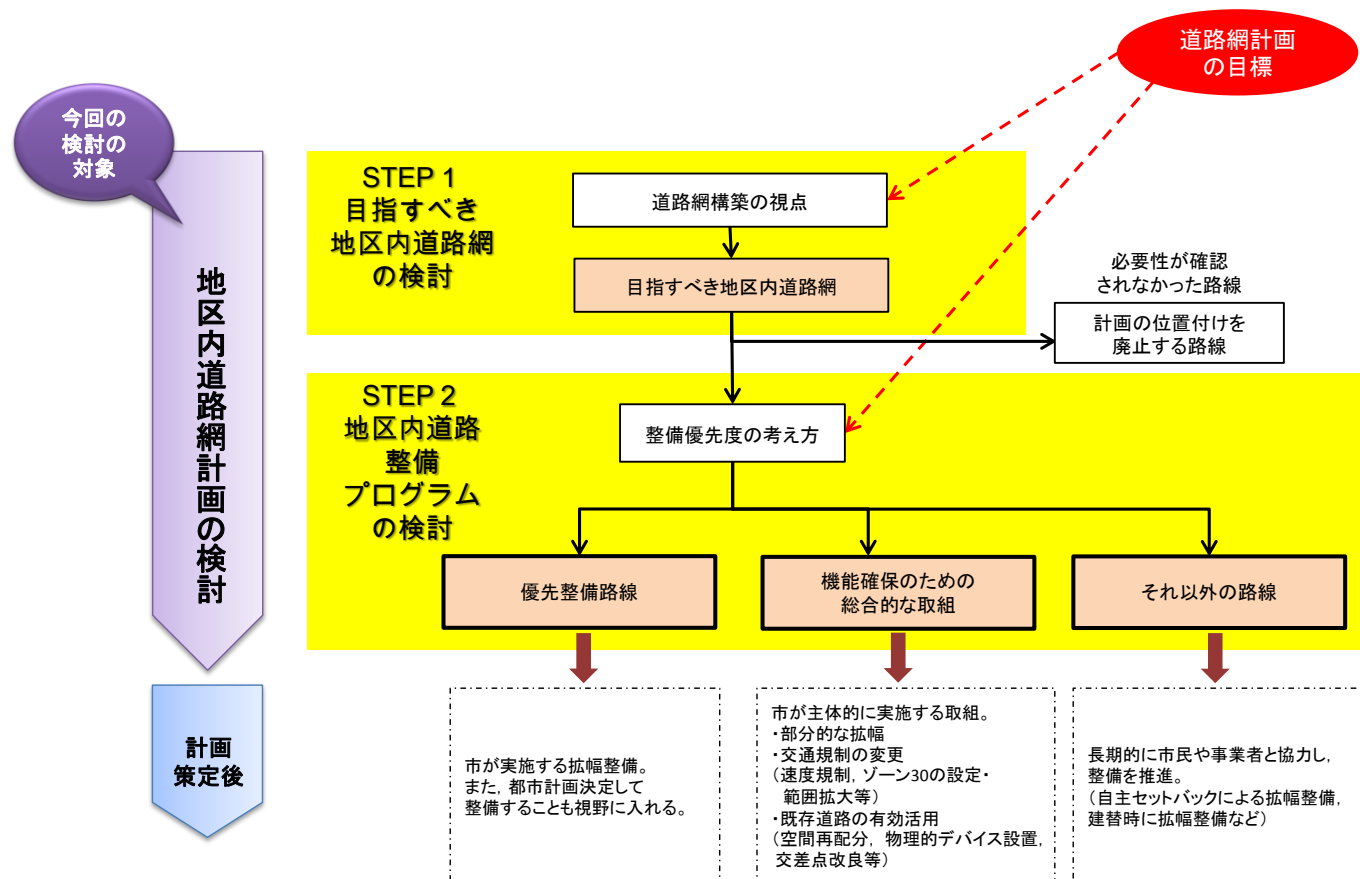 道路網計画
の目標
今回の
検討の
対象
地区内道路網計画の検討
STEP 1
目指すべき
地区内道路網
の検討
道路網構築の視点
目指すべき地区内道路網
必要性が確認
されなかった路線
計画の位置付けを
廃止する路線
STEP 2
地区内道路
整備
プログラム
の検討
整備優先度の考え方
優先整備路線
機能確保のための
総合的な取組
それ以外の路線
計画
策定後
市が実施する拡幅整備。
また，都市計画決定して
整備することも視野に入れる。
市が主体的に実施する取組。
・部分的な拡幅
・交通規制の変更
（速度規制，ゾーン30の設定・
範囲拡大等）
・既存道路の有効活用
（空間再配分，物理的デバイス設置，
交差点改良等）
長期的に市民や事業者と協力し，
整備を推進。
（自主セットバックによる拡幅整備，
建替時に拡幅整備など）